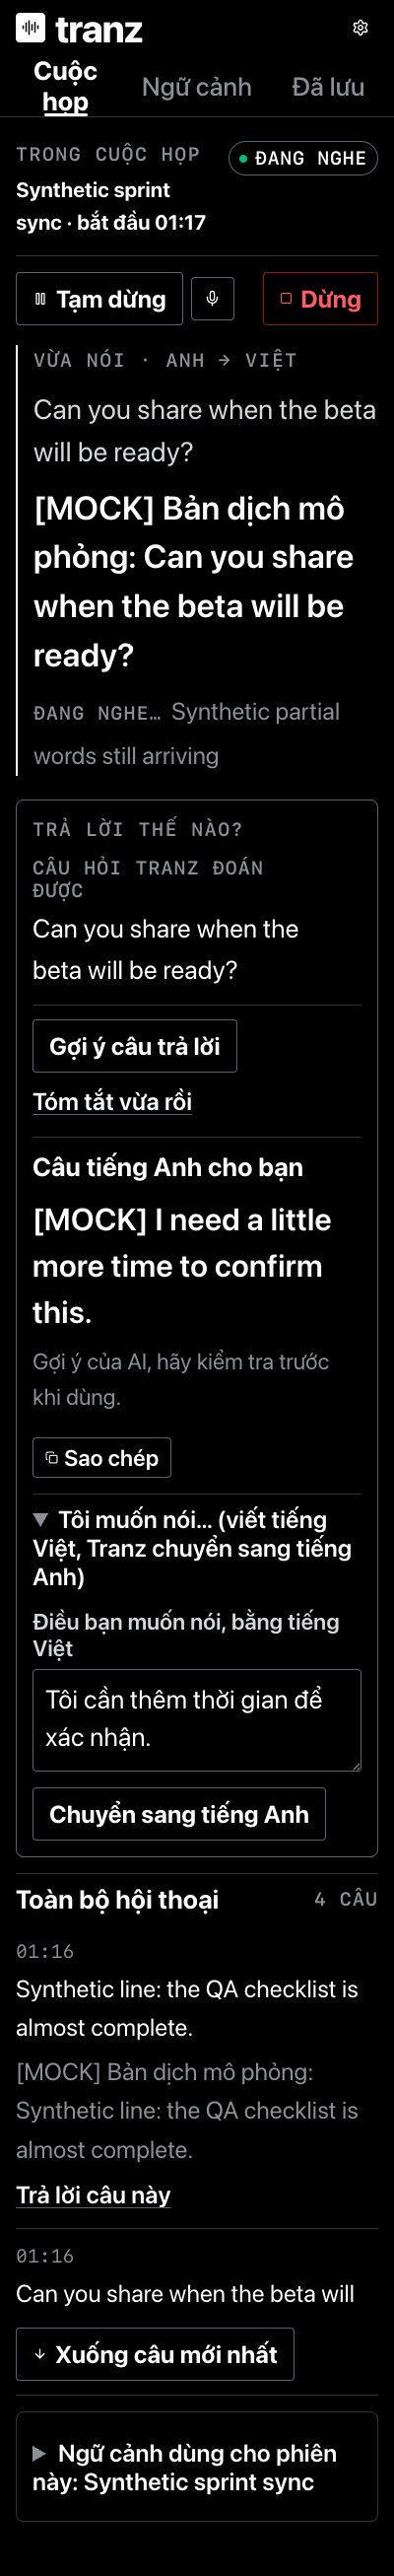 tranz
Cuộc
họp
Ngữ cảnh
Đã lưu
TRONG CUỘC HỌP
ĐANG NGHE
Synthetic sprint
sync · bắt đầu 01:17
Tạm dừng
Dừng
VỪA NÓI · ANH → VIỆT
Can you share when the beta
will be ready?
[MOCK] Bản dịch mô
phỏng: Can you share
when the beta will be
ready?
ĐANG NGHE… Synthetic partial
words still arriving
TRẢ LỜI THẾ NÀO?
CÂU HỎI TRANZ ĐOÁN
ĐƯỢC
Can you share when the
beta will be ready?
Gợi ý câu trả lời
Tóm tắt vừa rồi
Câu tiếng Anh cho bạn
[MOCK] I need a little
more time to confirm
this.
Gợi ý của AI, hãy kiểm tra trước
khi dùng.
Sao chép
Tôi muốn nói… (viết tiếng
Việt, Tranz chuyển sang tiếng
Anh)
Điều bạn muốn nói, bằng tiếng
Việt
Tôi cần thêm thời gian để
xác nhận.
Chuyển sang tiếng Anh
Toàn bộ hội thoại
4 CÂU
01:16
Synthetic line: the QA checklist is
almost complete.
[MOCK] Bản dịch mô phỏng:
Synthetic line: the QA checklist is
almost complete.
Trả lời câu này
01:16
Can you share when the beta will
Xuống câu mới nhất
Ngữ cảnh dùng cho phiên
này: Synthetic sprint sync